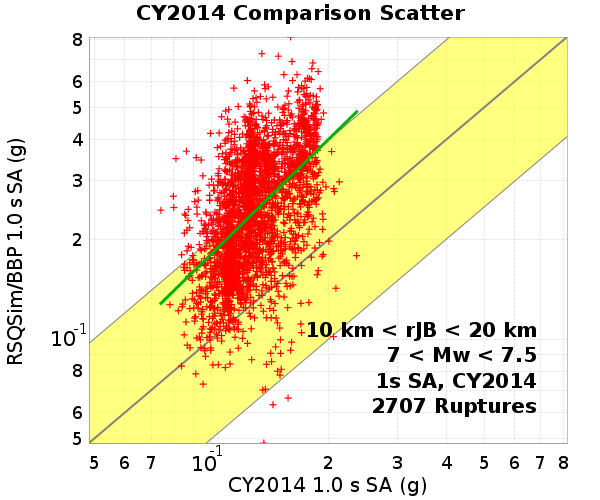 CY2014 Comparison Scatter
8
6
5
4
3
2
10-1
8
6
5
RSQSim/BBP 1.0 s SA (g)
10 km < rJB < 20 km
7 < Mw < 7.5
1s SA, CY2014
2707 Ruptures
5 6 7 10-1 2 3 4 5 6 7 8
CY2014 1.0 s SA (g)